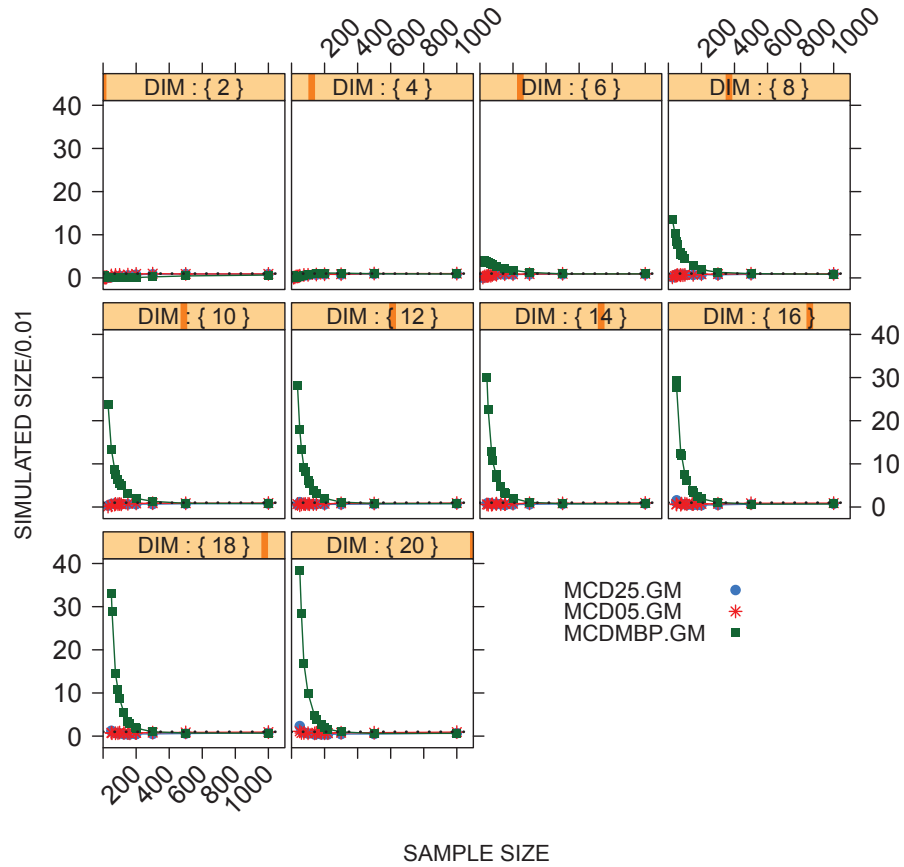 200 400 600 800 1000 200 400 600 800 1000
DIM : { 2 } DIM : { 4 } DIM : { 6 } DIM : { 8 }
40
30
20
10
0
DIM : { 10 } DIM : { 12 } DIM : { 14 } DIM : { 16 }
40
30
20
10
0
DIM : { 18 } DIM : { 20 }
40
30
20
10
0
MCD25.GM
MCD05.GM
MCDMBP.GM
200 400 600 800 1000 200 400 600 800 1000
SIMULATED SIZE/0.01
SAMPLE SIZE